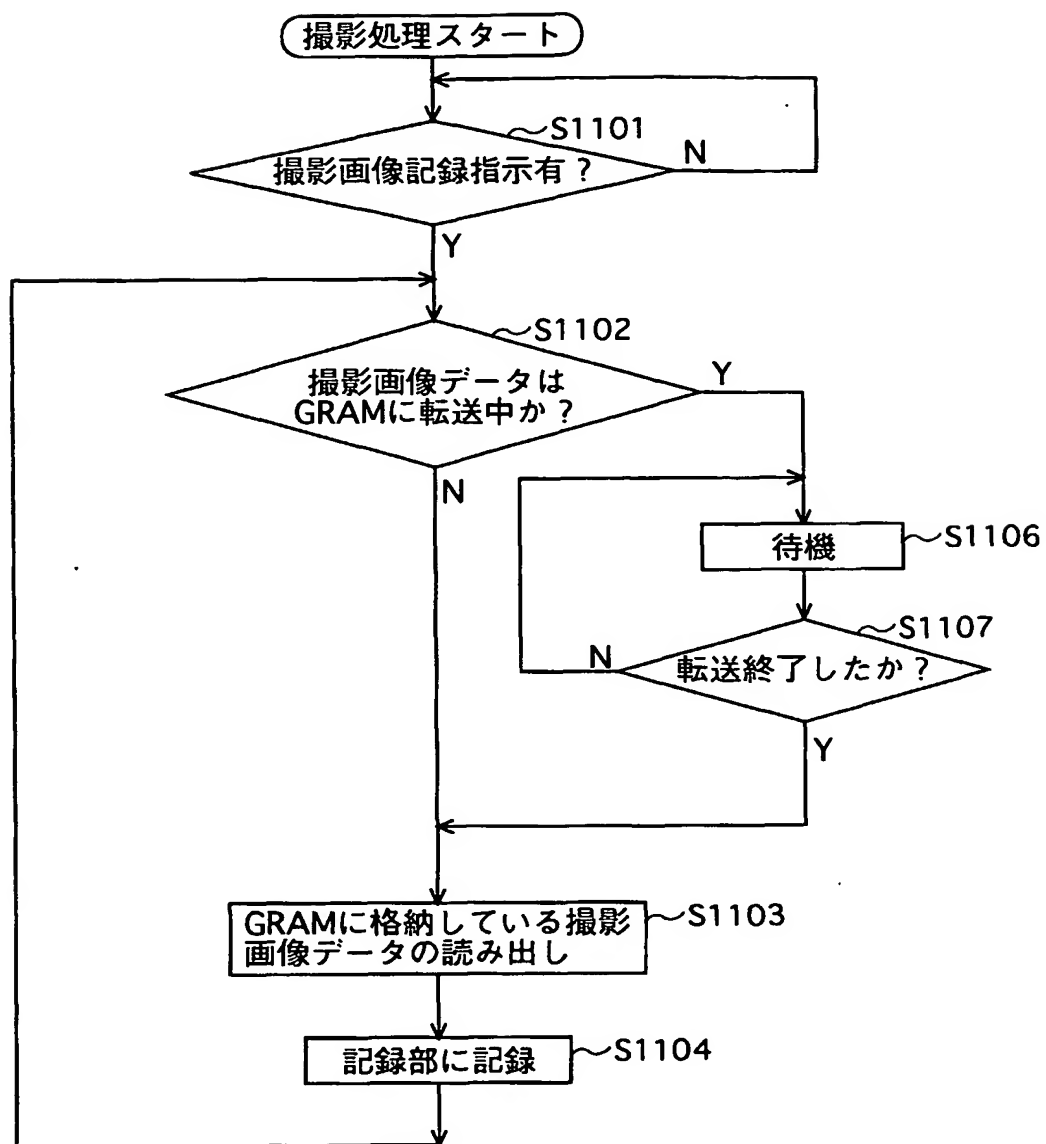 撮影処理スタート
S1101
撮影画像記録指示有？
N
Y
S1102
撮影画像データは
GRAMに転送中か？
Y
N
待機
S1106
S1107
転送終了したか？
N
Y
GRAMに格納している撮影
画像データの読み出し
S1103
記録部に記録
S1104